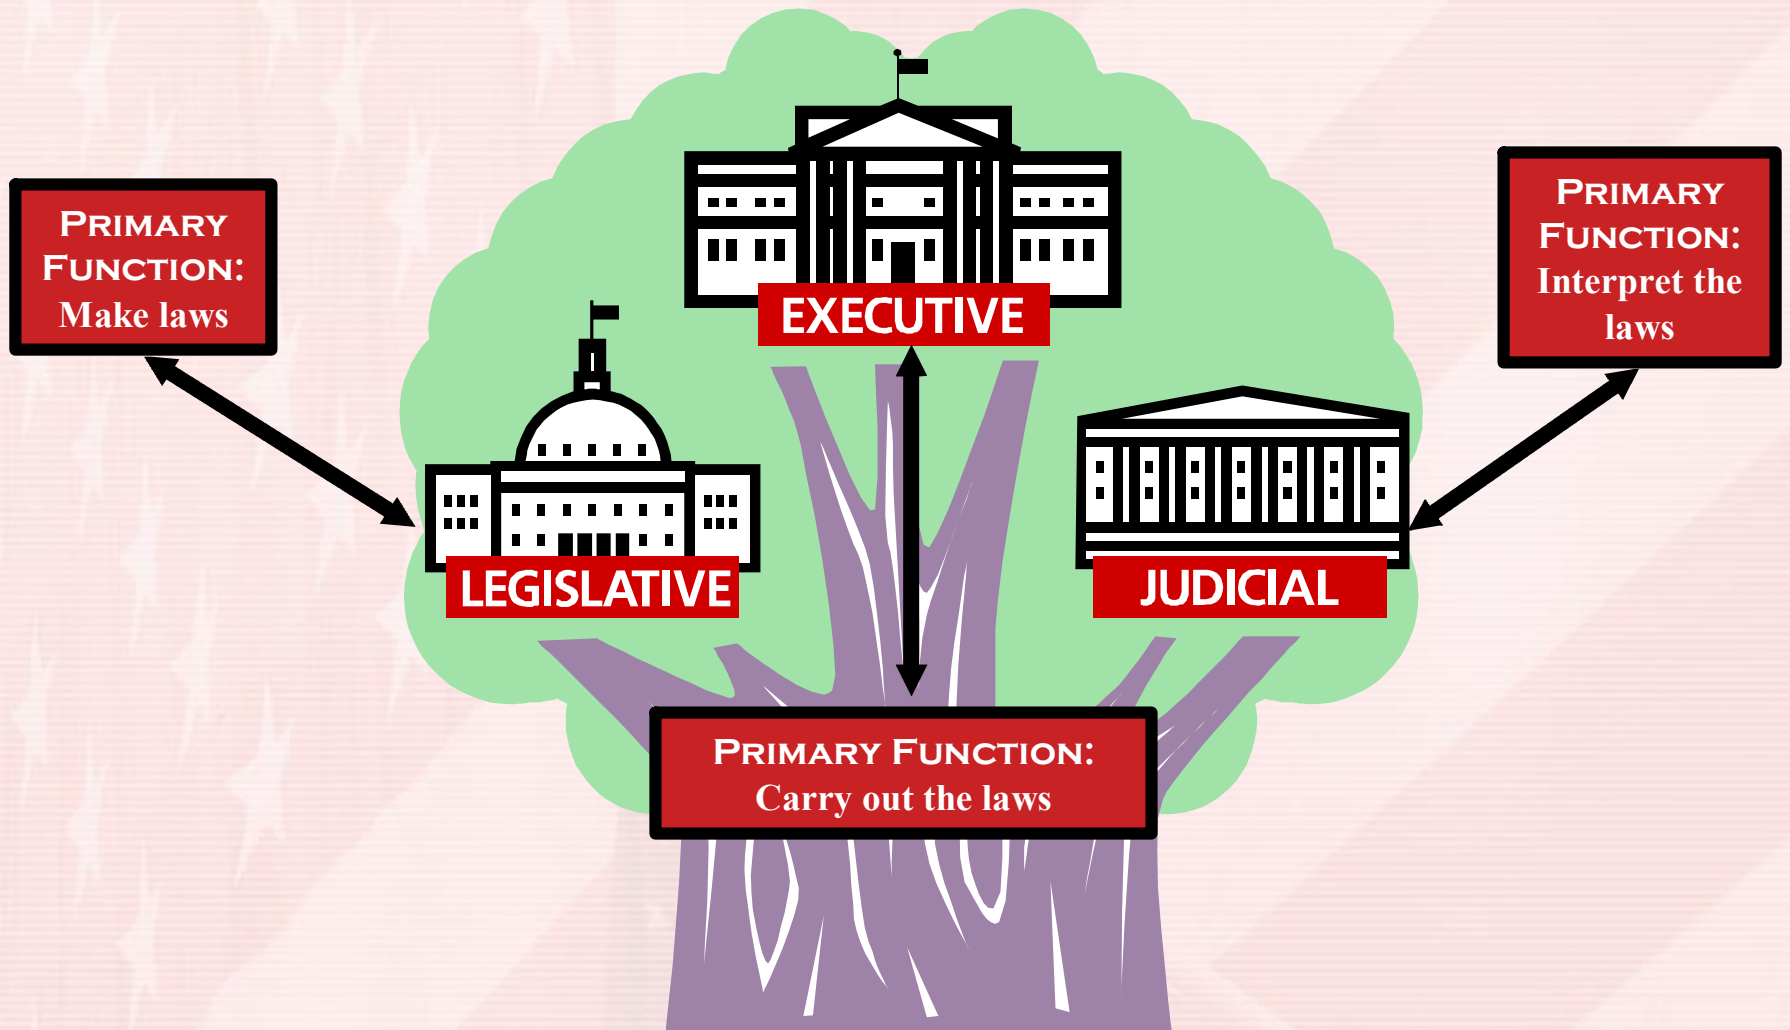 PRIMARY
FUNCTION:
Make laws
EXECUTIVE
PRIMARY
FUNCTION:
Interpret the
laws
LEGISLATIVE
JUDICIAL
PRIMARY FUNCTION:
Carry out the laws